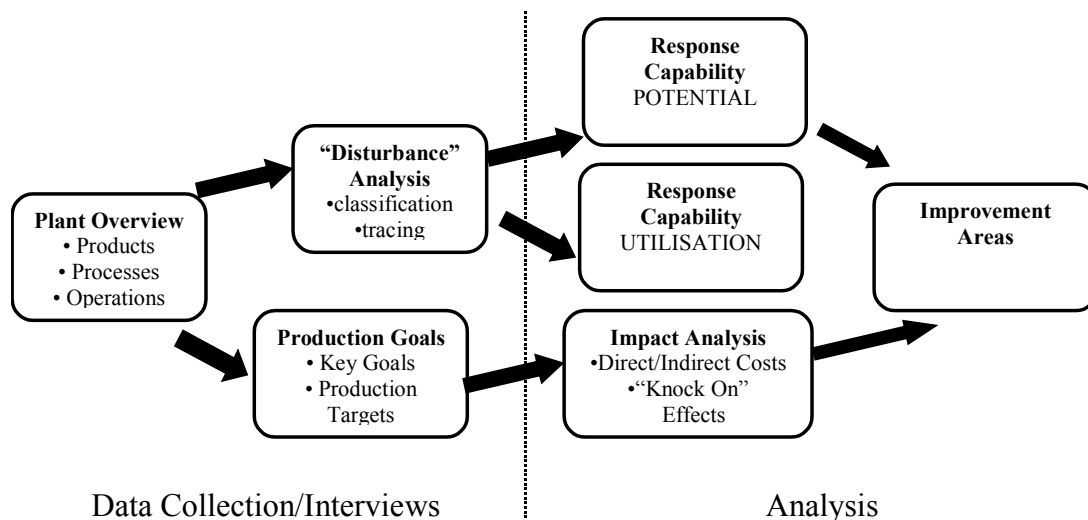 Plant Overview
• Products
• Processes
• Operations
“Disturbance”
Analysis
•classification
•tracing
Production Goals
• Key Goals
• Production
Targets
Response
Capability
POTENTIAL
Response
Capability
UTILISATION
Impact Analysis
•Direct/Indirect Costs
•“Knock On”
Effects
Improvement
Areas
Data Collection/Interviews
Analysis